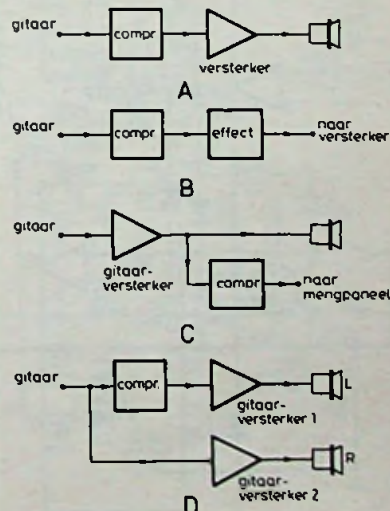 gitaar
compr.
versterker
A
gitaar
compr.
effect
naar
versterker
B
gitaar
gitaar-
versterker
compr
naar
mengpaneel
C
gitaar
compr.
L
gitaar-
versterker 1
R
gitaar-
versterker 2
D